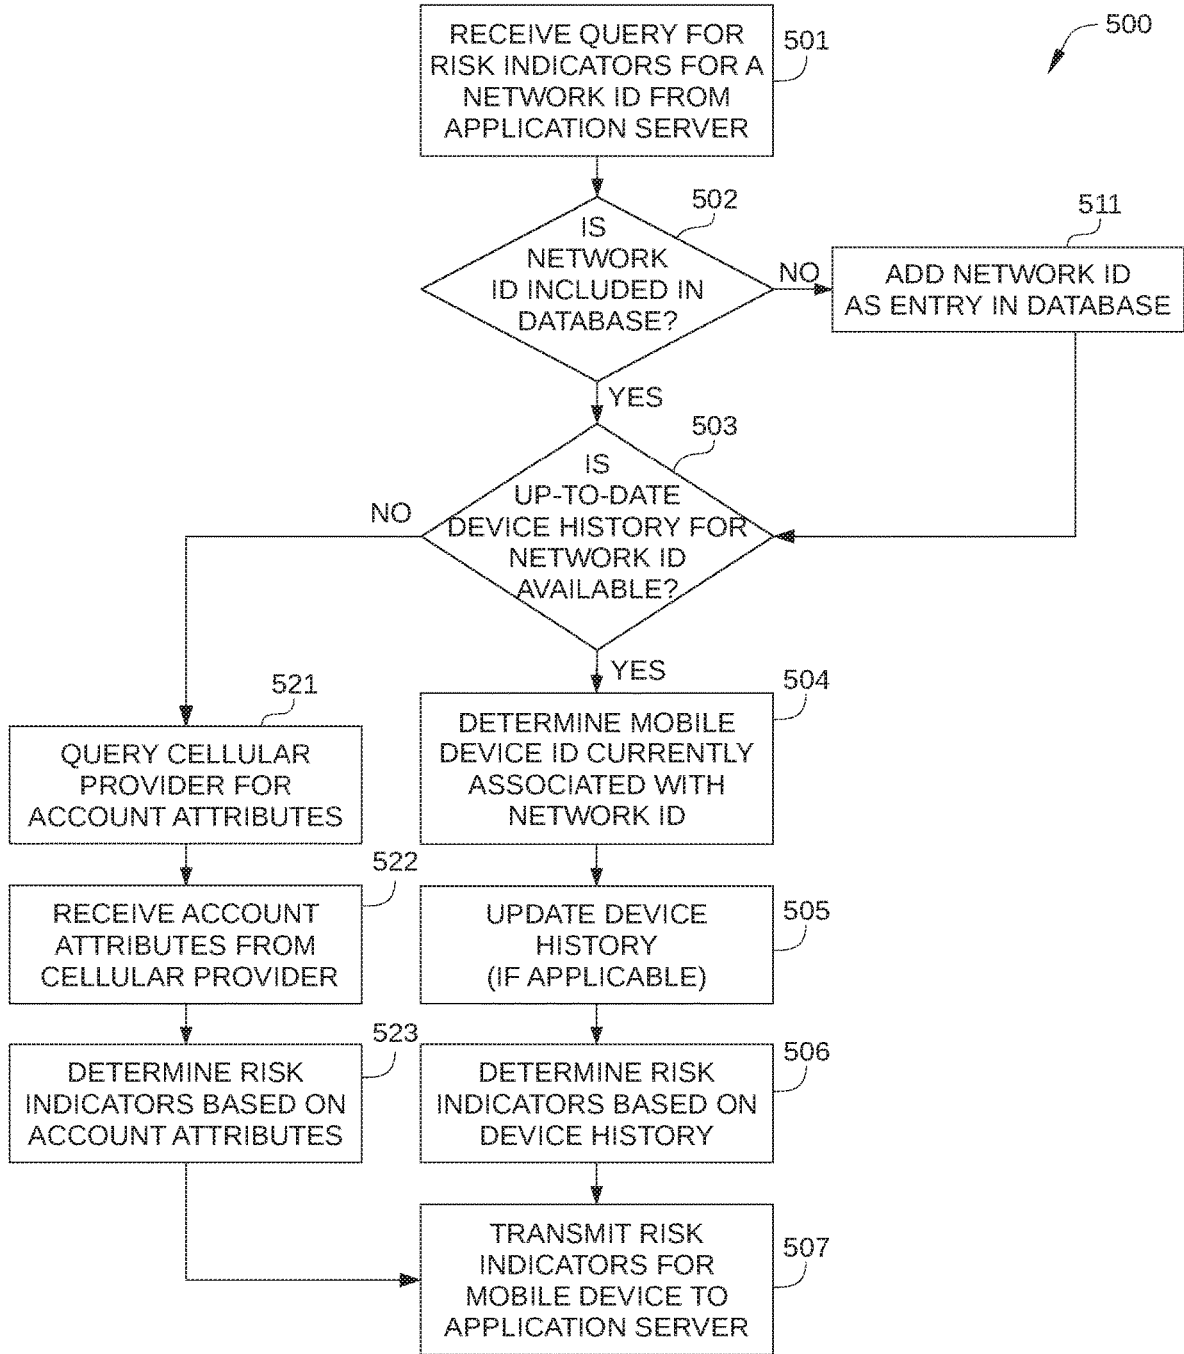 500
RECEIVE QUERY FOR
RISK INDICATORS FOR A
NETWORK ID FROM
APPLICATION SERVER
501
IS
NETWORK
ID INCLUDED IN
DATABASE?
502
NO
511
ADD NETWORK ID
AS ENTRY IN DATABASE
YES
503
IS
UP-TO-DATE
DEVICE HISTORY FOR
NETWORK ID
AVAILABLE?
NO
YES
521
QUERY CELLULAR
PROVIDER FOR
ACCOUNT ATTRIBUTES
504
DETERMINE MOBILE
DEVICE ID CURRENTLY
ASSOCIATED WITH
NETWORK ID
522
RECEIVE ACCOUNT
ATTRIBUTES FROM
CELLULAR PROVIDER
505
UPDATE DEVICE
HISTORY
(IF APPLICABLE)
523
DETERMINE RISK
INDICATORS BASED ON
ACCOUNT ATTRIBUTES
506
DETERMINE RISK
INDICATORS BASED ON
DEVICE HISTORY
507
TRANSMIT RISK
INDICATORS FOR
MOBILE DEVICE TO
APPLICATION SERVER